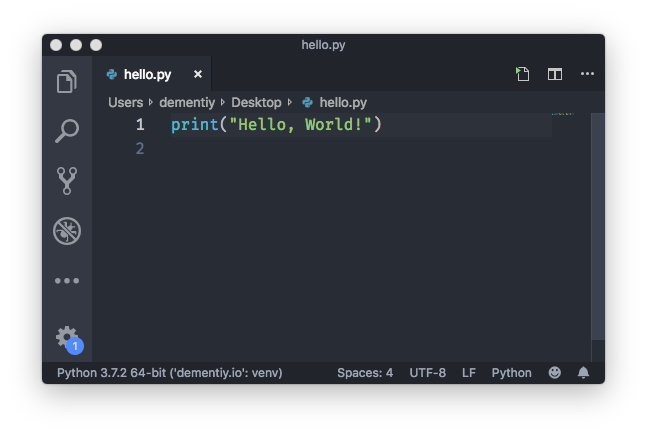 hello.py
hello.py ×
Users dementiy Desktop hello.py
1 print("Hello, World!")
2
1
Python 3.7.2 64-bit ('dementiy.io': venv) Spaces: 4 UTF-8 LF Python